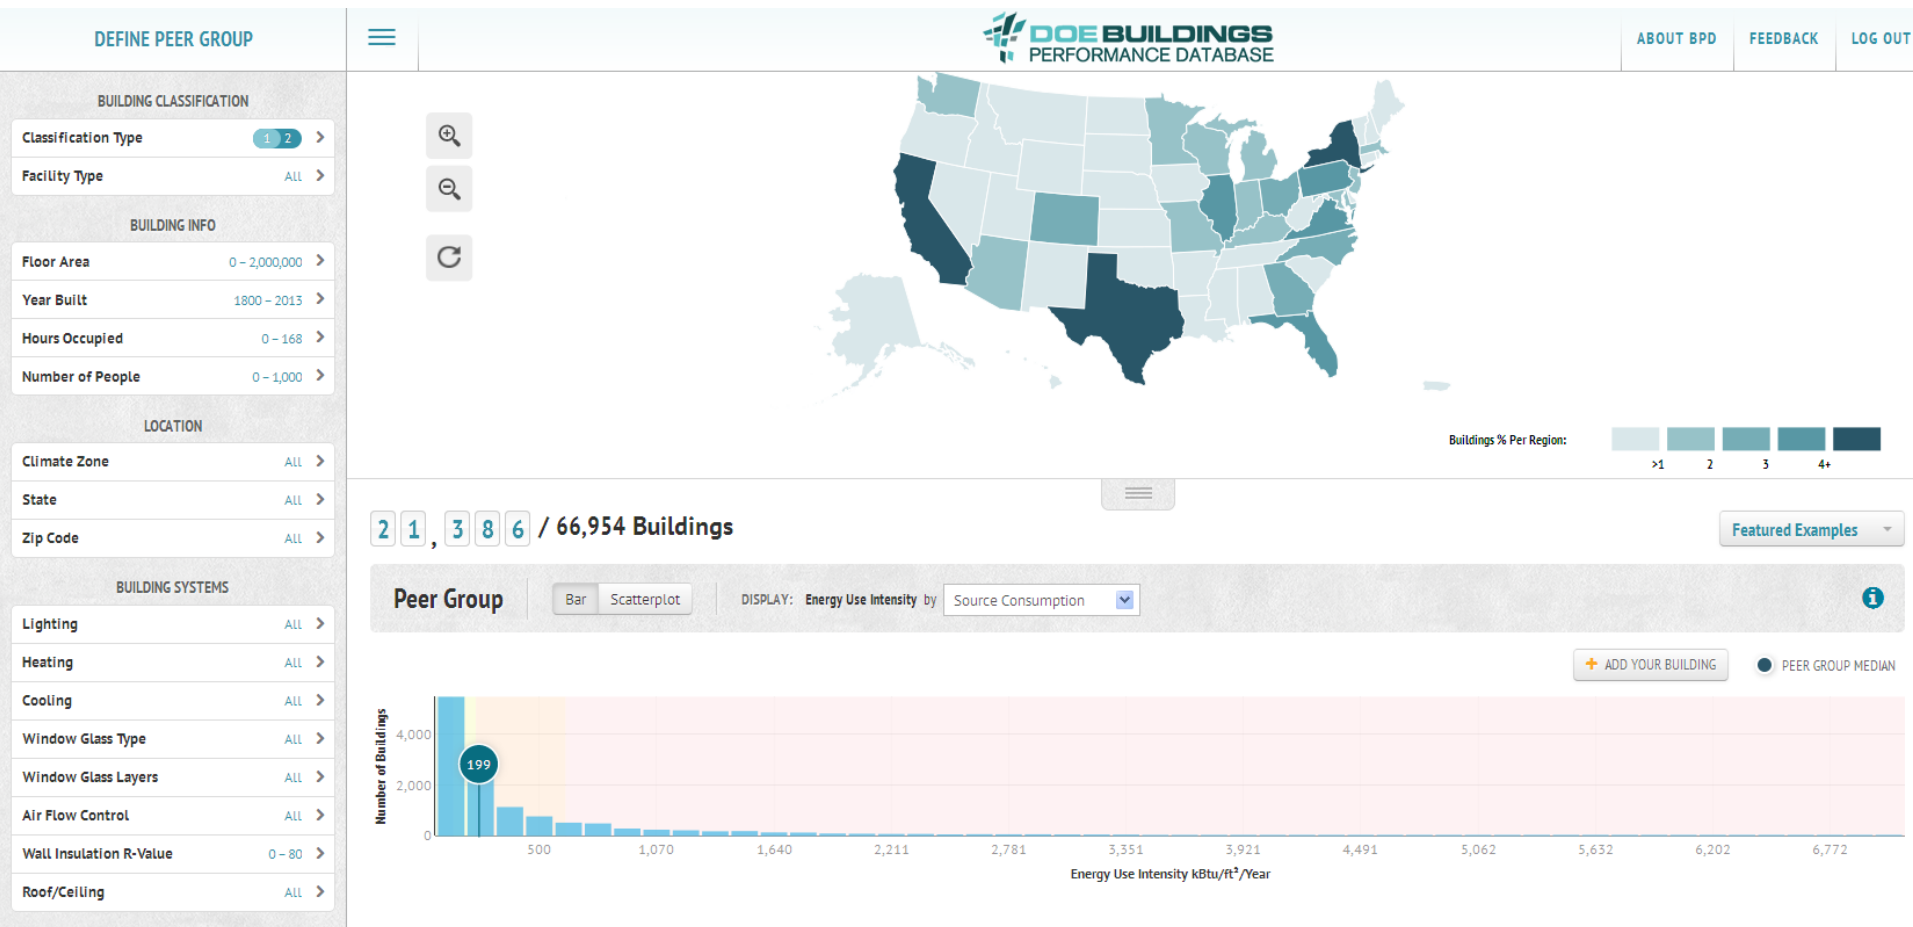 DEFINE PEER GROUP
DOE BUILDINGS
PERFORMANCE DATABASE
ABOUT BPD
FEEDBACK
LOG OUT
BUILDING CLASSIFICATION
Classification Type 1 2
Facility Type All
BUILDING INFO
Floor Area 0 – 2,000,000
Year Built 1800 – 2013
Hours Occupied 0 – 168
Number of People 0 – 1,000
LOCATION
Climate Zone All
State All
Zip Code All
BUILDING SYSTEMS
Lighting All
Heating All
Cooling All
Window Glass Type All
Window Glass Layers All
Air Flow Control All
Wall Insulation R-Value 0 – 80
Roof/Ceiling All
Buildings % Per Region:
>1 2 3 4+
21,386 / 66,954 Buildings
Featured Examples
Peer Group
Bar
Scatterplot
DISPLAY: Energy Use Intensity by Source Consumption
ADD YOUR BUILDING
PEER GROUP MEDIAN
Number of Buildings
4,000
2,000
0
199
500 1,070 1,640 2,211 2,781 3,351 3,921 4,491 5,062 5,632 6,202 6,772
Energy Use Intensity kBtu/ft²/Year